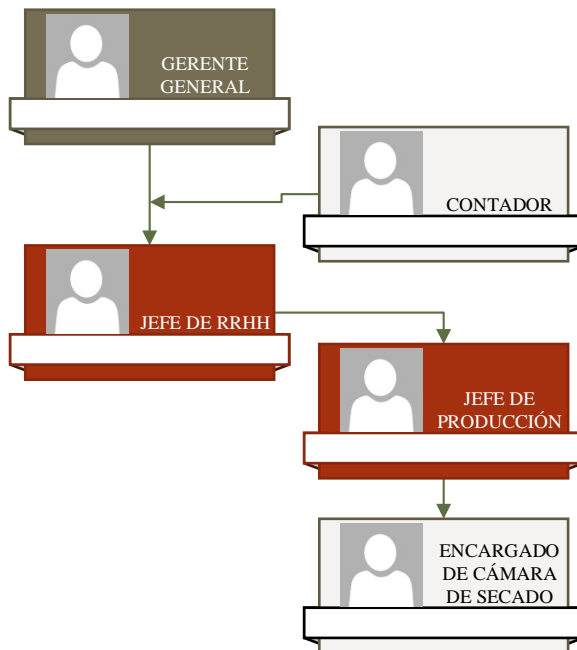 GERENTE
GENERAL
CONTADOR
JEFE DE RRHH
JEFE DE
PRODUCCIÓN
ENCARGADO
DE CÁMARA
DE SECADO